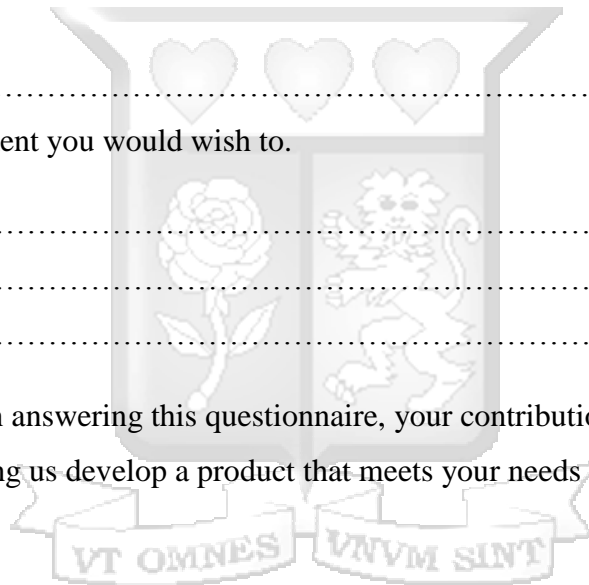 ………………………………………………………
ent you would wish to.
………………………………………………………
………………………………………………………
………………………………………………………
n answering this questionnaire, your contributio
ng us develop a product that meets your needs
VT OMNES VNVM SINT